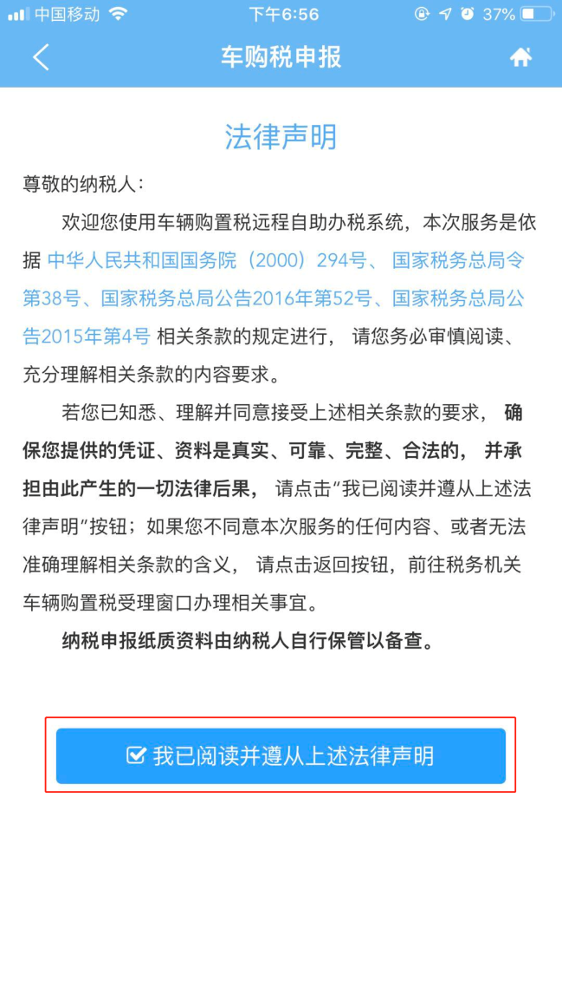 中国移动 下午6:56 37%
车购税申报
法律声明
尊敬的纳税人：
欢迎您使用车辆购置税远程自助办税系统，本次服务是依
据 中华人民共和国国务院（2000）294号、 国家税务总局令
第38号、国家税务总局公告2016年第52号、国家税务总局公
告2015年第4号 相关条款的规定进行， 请您务必审慎阅读、
充分理解相关条款的内容要求。
若您已知悉、理解并同意接受上述相关条款的要求， 确
保您提供的凭证、资料是真实、可靠、完整、合法的， 并承
担由此产生的一切法律后果， 请点击“我已阅读并遵从上述法
律声明”按钮；如果您不同意本次服务的任何内容、或者无法
准确理解相关条款的含义， 请点击返回按钮，前往税务机关
车辆购置税受理窗口办理相关事宜。
纳税申报纸质资料由纳税人自行保管以备查。
我已阅读并遵从上述法律声明